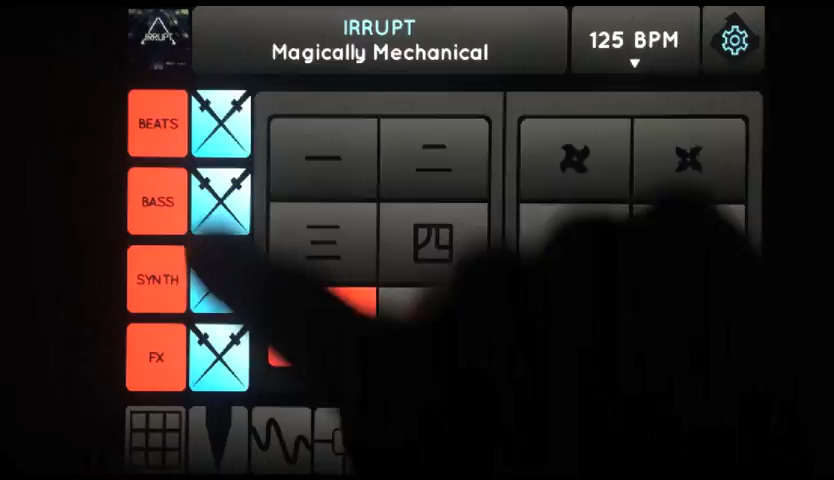 IRRUPT
IRRUPT
Magically Mechanical
125 BPM
BEATS
一 二
BASS
三 四
SYNTH
FX